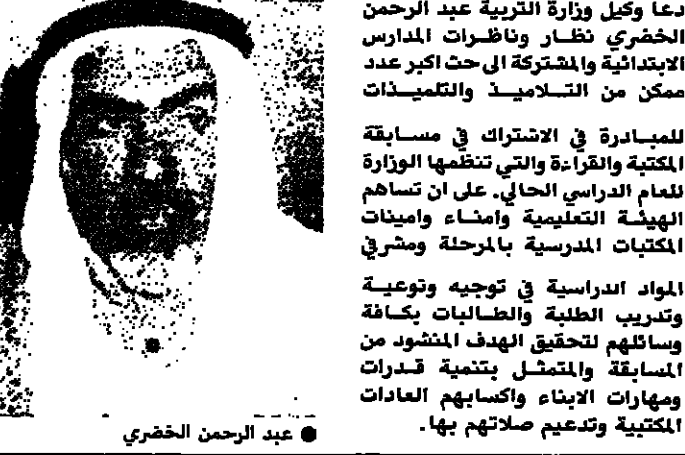 دعا وكيل وزارة التربية عبد الرحمن
الخضري نظار وناظرات المدارس
الابتدائية والمشتركة الى حث اكبر عدد
ممكن من التلاميذ والتلميذات
للمبادرة في الاشتراك في مسابقة
المكتبة والقراءة والتي تنظمها الوزارة
للعام الدراسي الحالي. على ان تساهم
الهيئة التعليمية وامناء وامينات
المكتبات المدرسية بالمرحلة ومشرفي
المواد الدراسية في توجيه وتوعية
وتدريب الطلبة والطالبات بكافة
وسائلهم لتحقيق الهدف المنشود من
المسابقة والمتمثل بتنمية قدرات
ومهارات الابناء واكسابهم العادات
المكتبية وتدعيم صلاتهم بها.
● عبد الرحمن الخضري